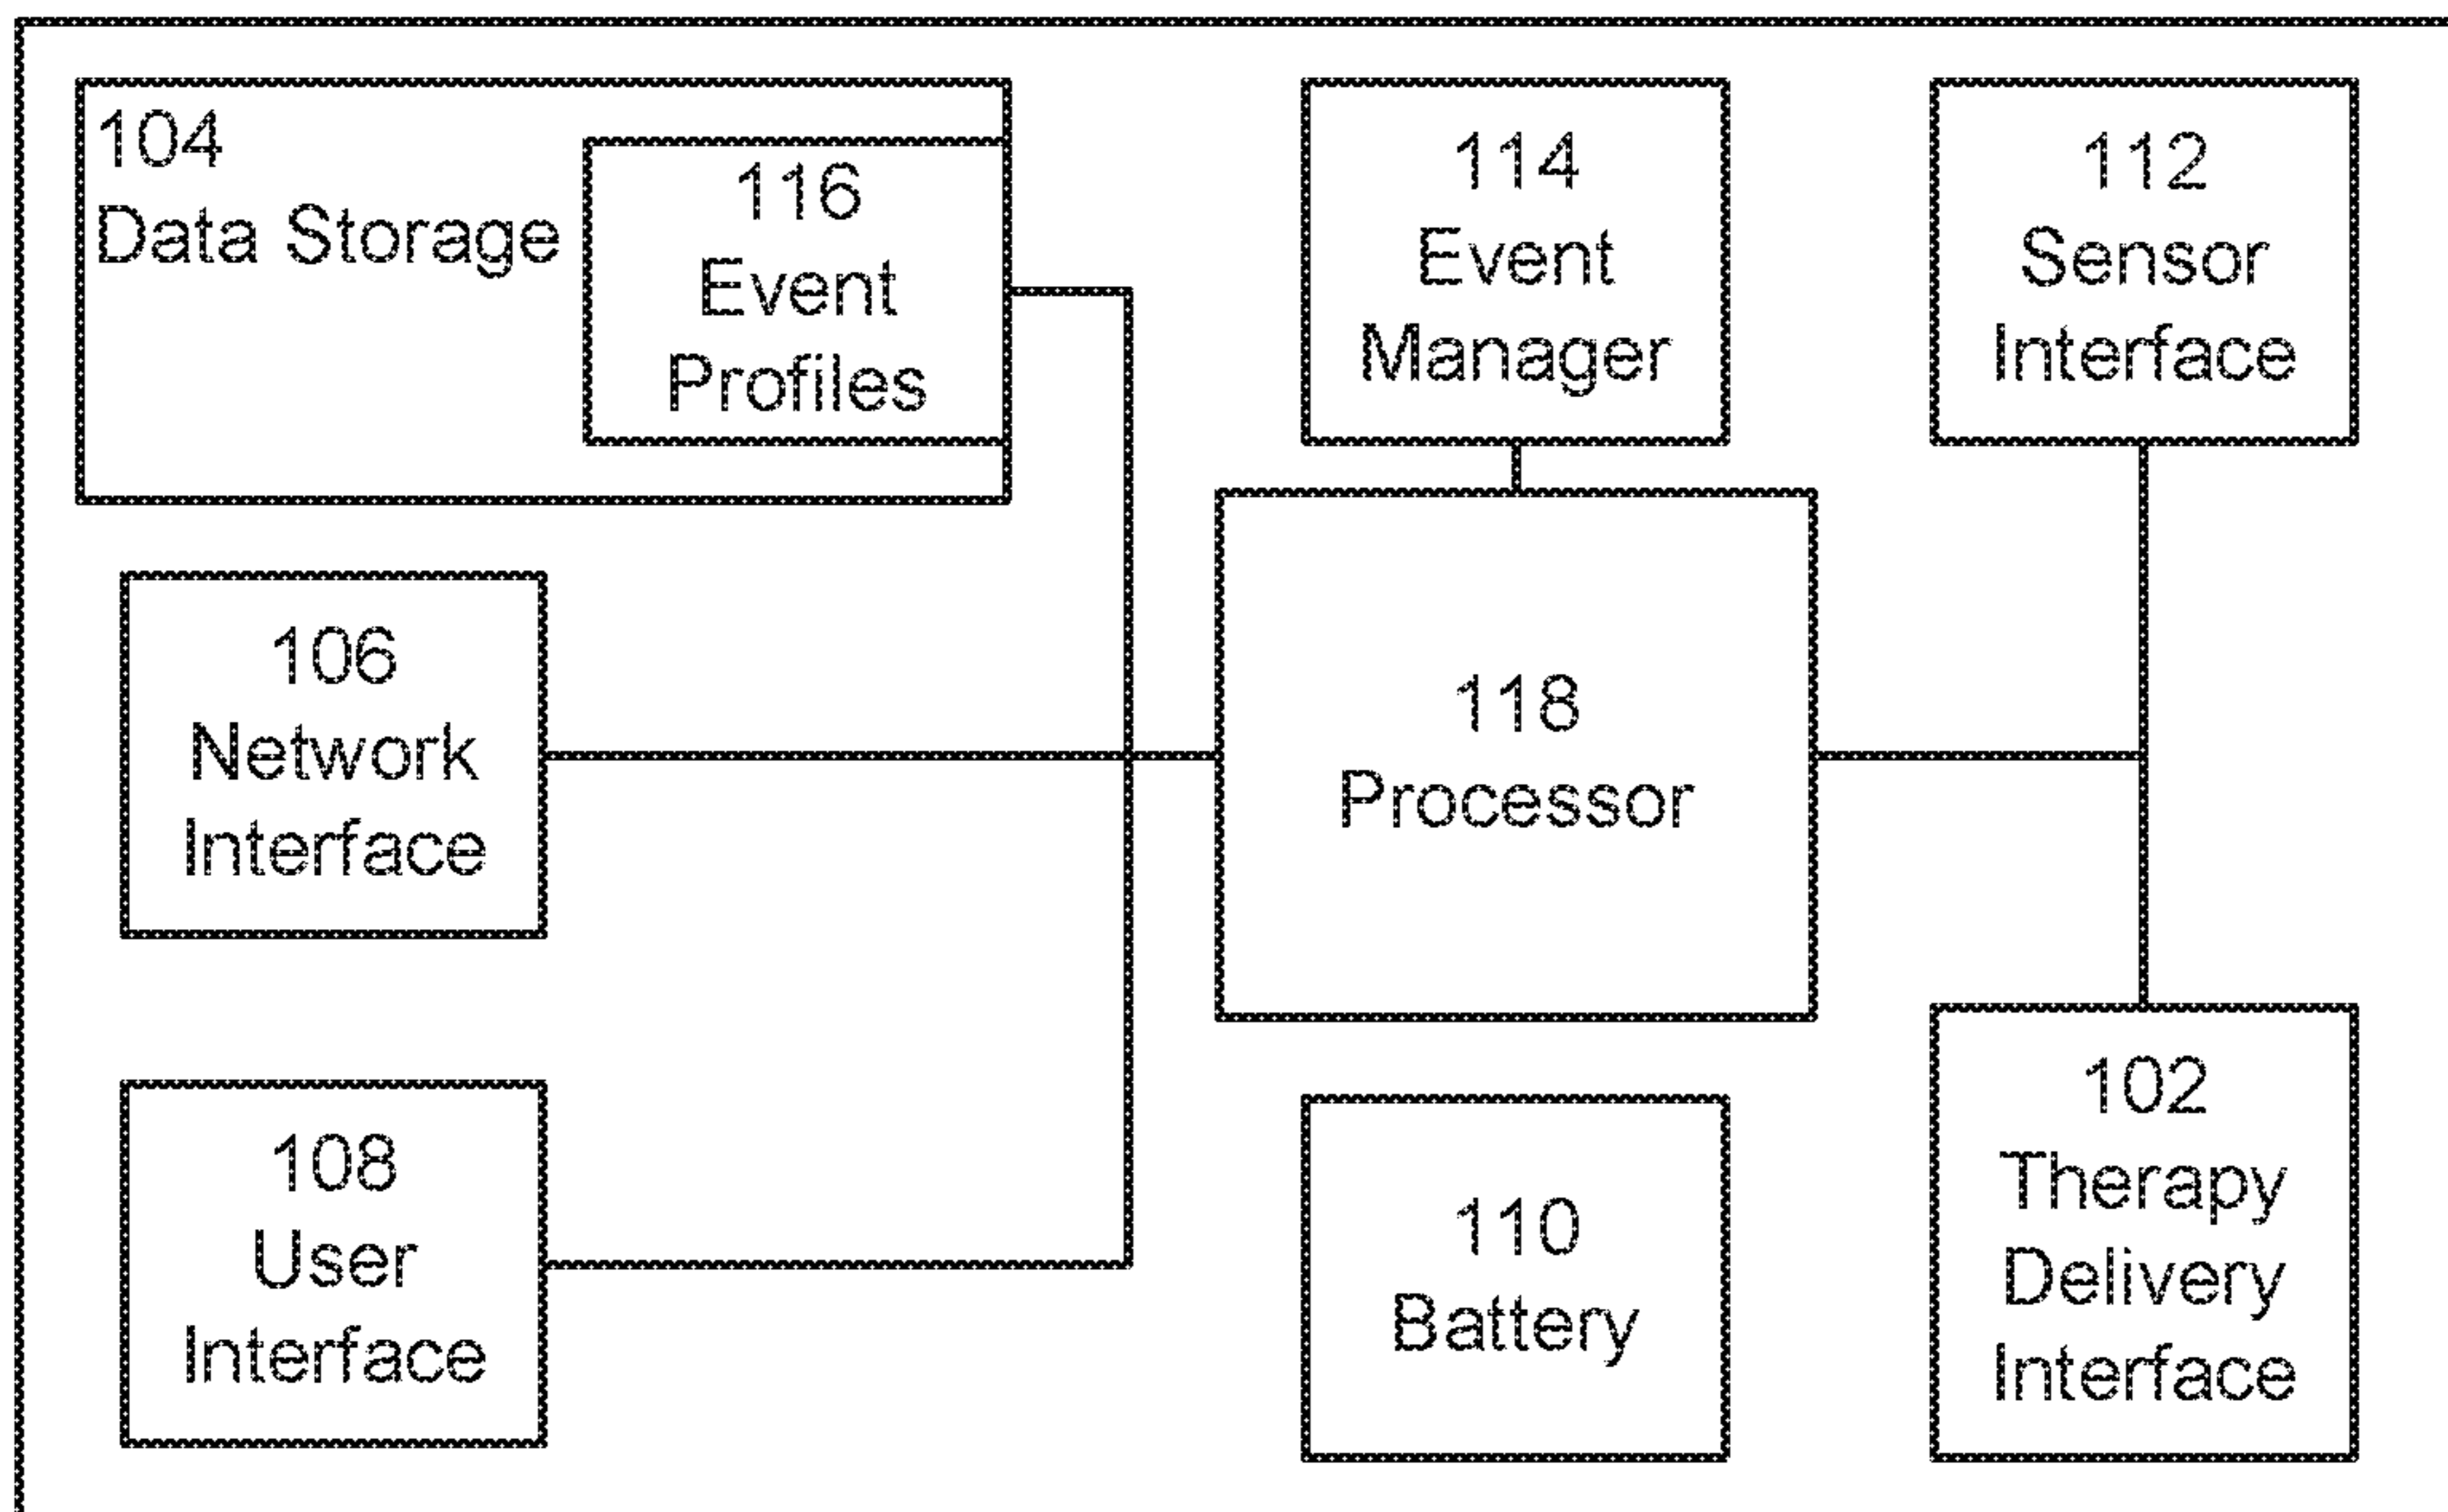 104
Data Storage
116
Event
Profiles
114
Event
Manager
112
Sensor
Interface
106
Network
Interface
118
Processor
108
User
Interface
110
Battery
102
Therapy
Delivery
Interface